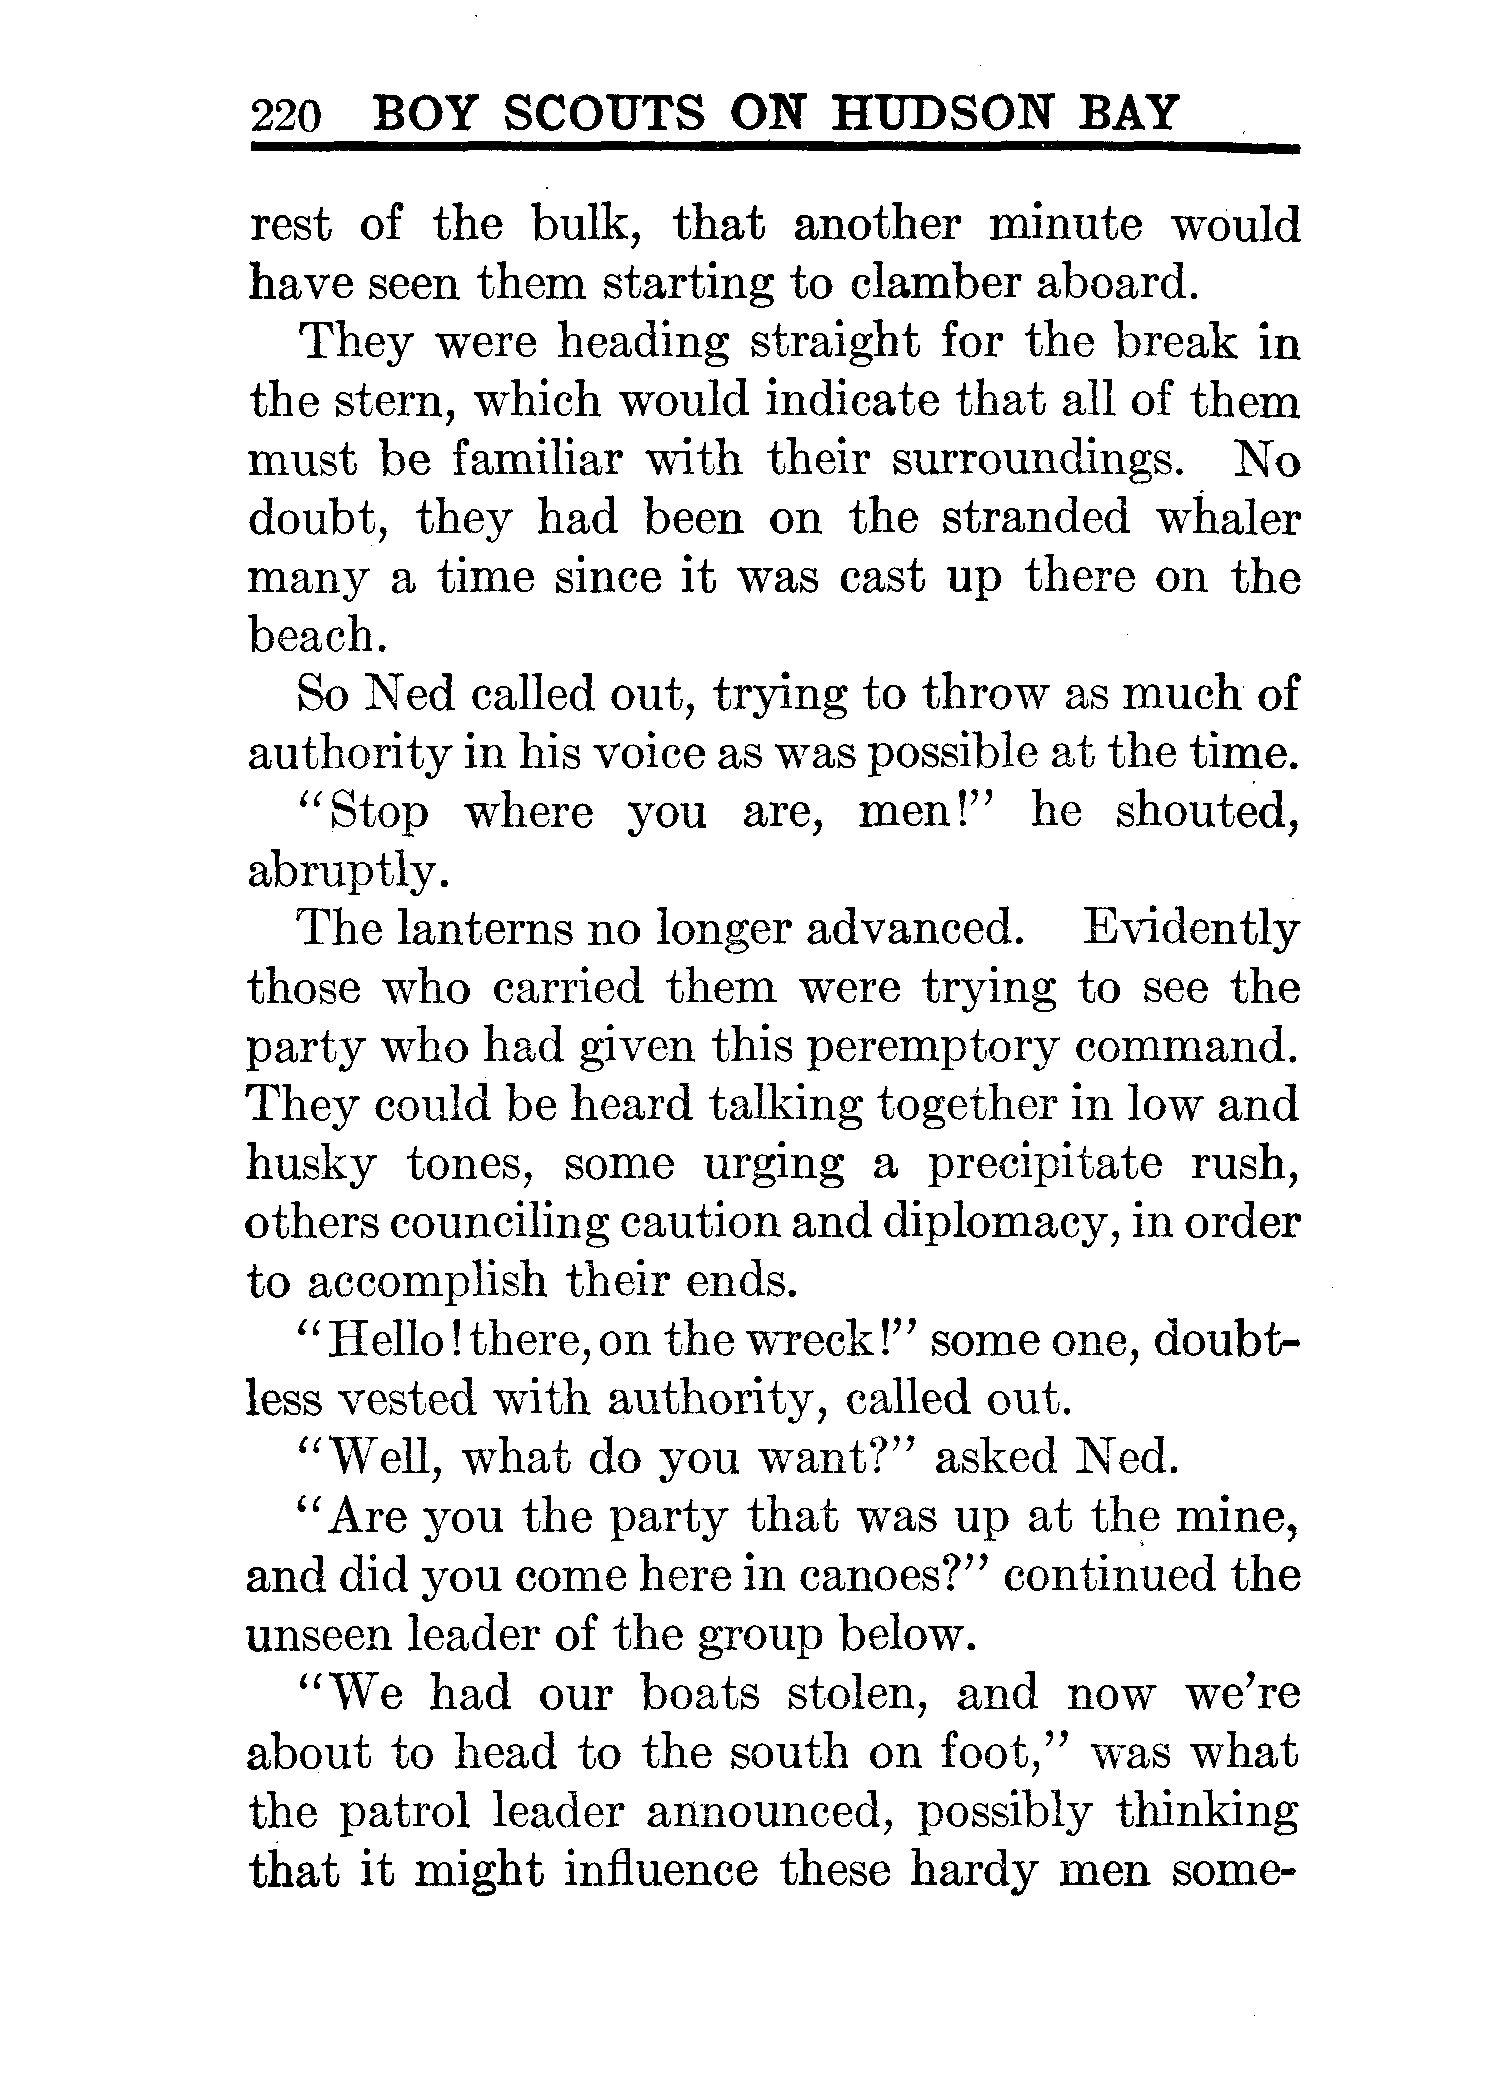 220 BOY SCOUTS ON HUDSON BAY
rest of the bulk, that another minute would
have seen them starting to clamber aboard.
They were heading straight for the break in
the stern, which would indicate that all of them
must be familiar with their surroundings. No
doubt, they had been on the stranded whaler
many a time since it was cast up there on the
beach.
So Ned called out, trying to throw as much of
authority in his voice as was possible at the time.
“Stop where you are, men!” he shouted,
abruptly.
The lanterns no longer advanced. Evidently
those who carried them were trying to see the
party who had given this peremptory command.
They could be heard talking together in low and
husky tones, some urging a precipitate rush,
others counciling caution and diplomacy, in order
to accomplish their ends.
“Hello! there, on the wreck!” some one, doubt-
less vested with authority, called out.
“Well, what do you want?” asked Ned.
“Are you the party that was up at the mine,
and did you come here in canoes?” continued the
unseen leader of the group below.
“We had our boats stolen, and now we’re
about to head to the south on foot,” was what
the patrol leader announced, possibly thinking
that it might influence these hardy men some-